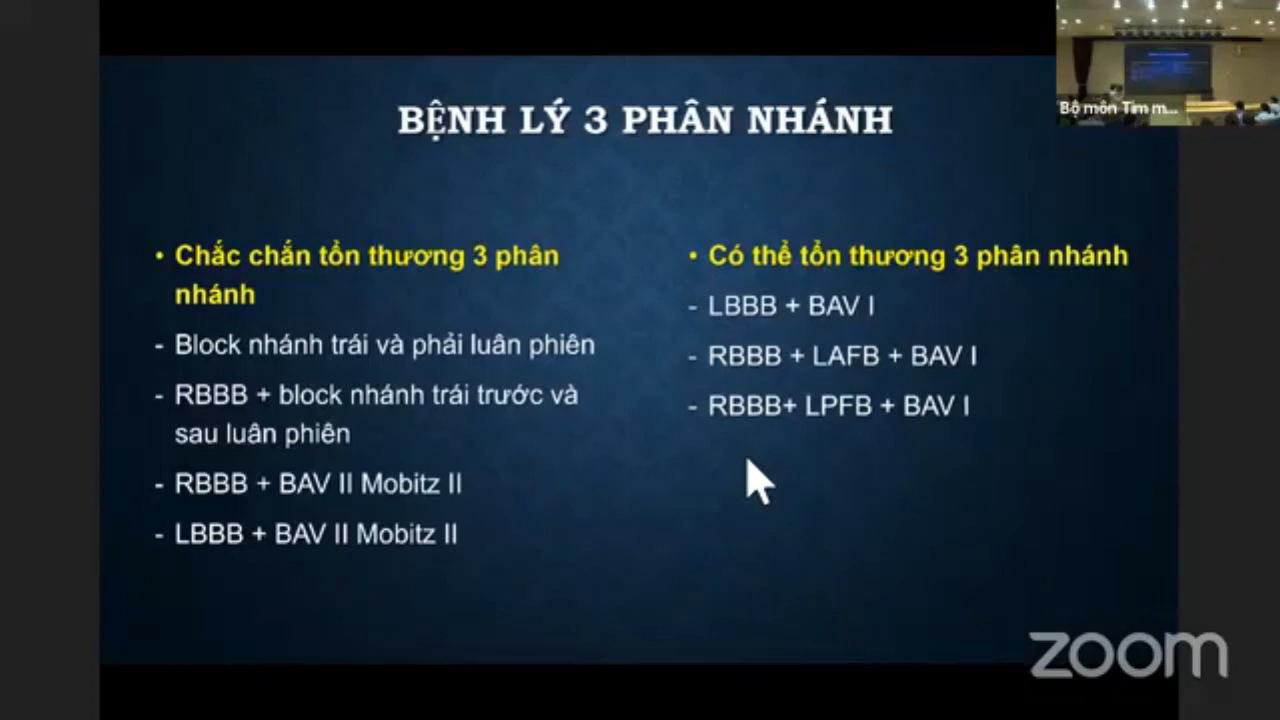 BỆNH LÝ 3 PHÂN NHÁNH
Bộ môn Tim m...
• Chắc chắn tổn thương 3 phân
nhánh
- Block nhánh trái và phải luân phiên
- RBBB + block nhánh trái trước và
sau luân phiên
- RBBB + BAV II Mobitz II
- LBBB + BAV II Mobitz II
• Có thể tổn thương 3 phân nhánh
- LBBB + BAV I
- RBBB + LAFB + BAV I
- RBBB+ LPFB + BAV I
zoom